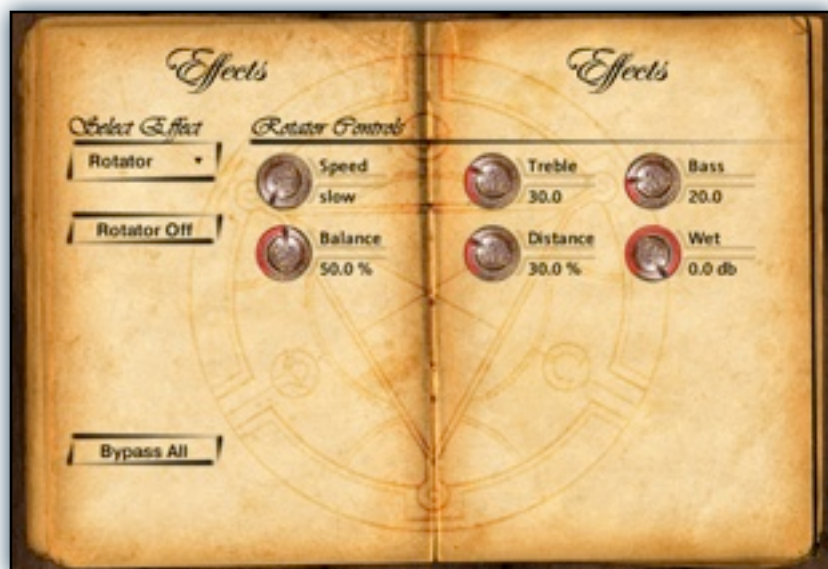 Effects
Effects
Select Effect
Rotator Controls
Rotator
Speed
slow
Treble
30.0
Bass
20.0
Rotator Off
Balance
50.0 %
Distance
30.0 %
Wet
0.0 db
Bypass All